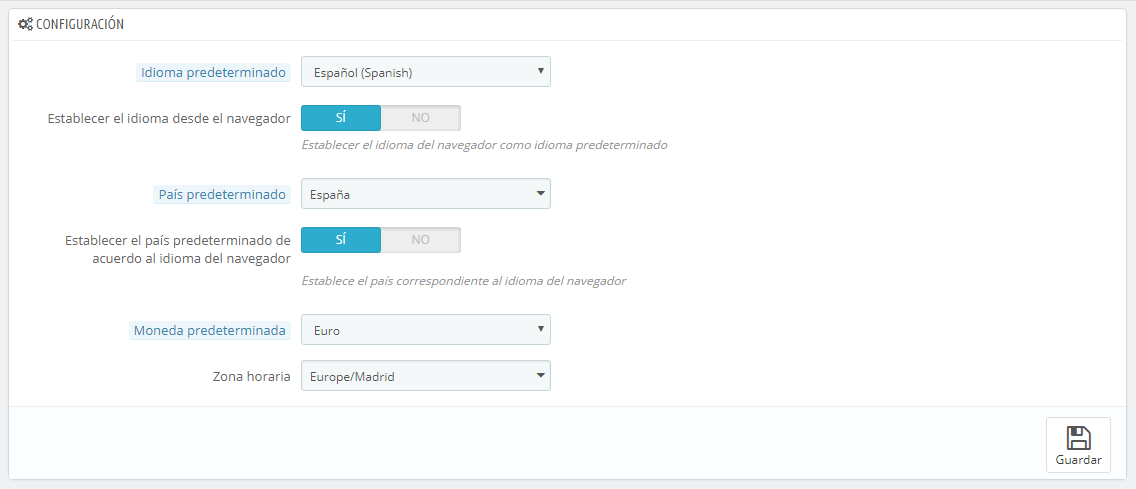 CONFIGURACIÓN
Idioma predeterminado Español (Spanish)
Establecer el idioma desde el navegador SÍ NO
Establecer el idioma del navegador como idioma predeterminado
País predeterminado España
Establecer el país predeterminado de SÍ NO
acuerdo al idioma del navegador
Establece el país correspondiente al idioma del navegador
Moneda predeterminada Euro
Zona horaria Europe/Madrid
Guardar